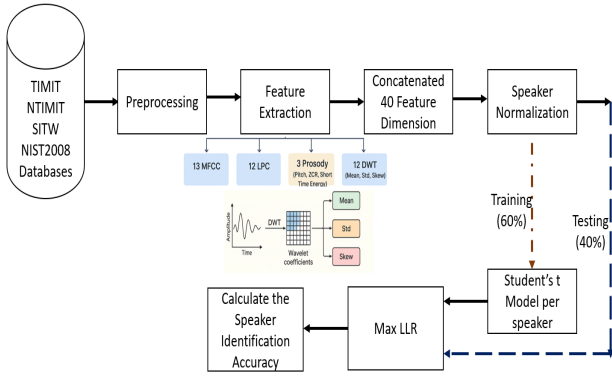 TIMIT
NTIMIT
SITW
NIST2008
Databases
Preprocessing
Feature
Extraction
Concatenated
40 Feature
Dimension
Speaker
Normalization
13 MFCC
12 LPC
3 Prosody
(Pitch, ZCR, Short
Time Energy)
12 DWT
(Mean, Std, Skew)
Amplitude
Time
DWT
Wavelet
coefficients
Mean
Std
Skew
Training
(60%)
Testing
(40%)
Student's t
Model per
speaker
Max LLR
Calculate the
Speaker
Identification
Accuracy